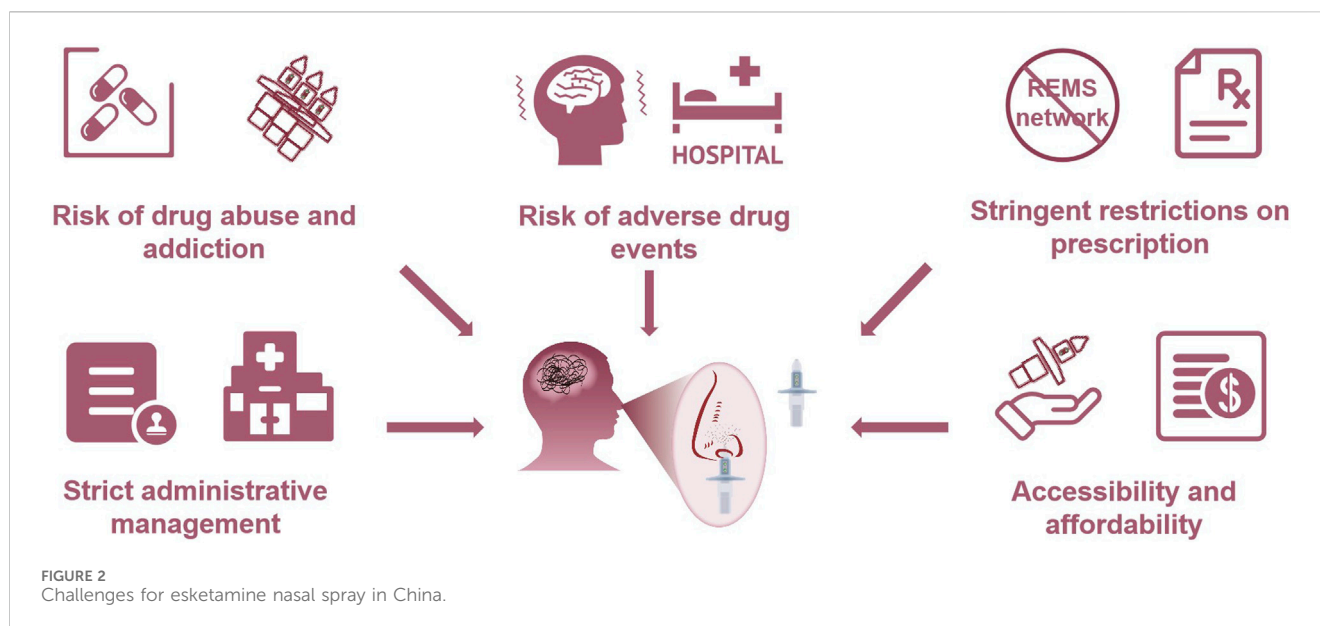 REMS
network
Rx
HOSPITAL
Risk of drug abuse and
addiction
Risk of adverse drug
events
Stringent restrictions on
prescription
$
Strict administrative
management
Accessibility and
affordability
FIGURE 2
Challenges for esketamine nasal spray in China.